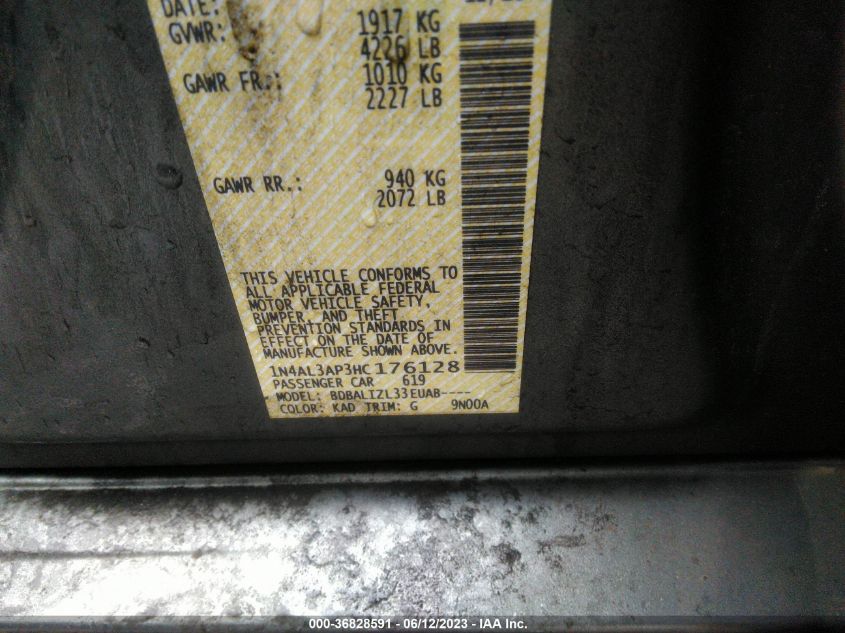 DATE:
GVWR: 1917 KG
4226 LB
GAWR FR.: 1010 KG
2227 LB
GAWR RR.: 940 KG
2072 LB
THIS VEHICLE CONFORMS TO
ALL APPLICABLE FEDERAL
MOTOR VEHICLE SAFETY,
BUMPER, AND THEFT
PREVENTION STANDARDS IN
EFFECT ON THE DATE OF
MANUFACTURE SHOWN ABOVE.
1N4AL3AP3HC176128
PASSENGER CAR 619
MODEL: BDBALIZL33EUAB----
COLOR: KAD TRIM: G 9N00A
000-36828591 - 06/12/2023 - IAA Inc.